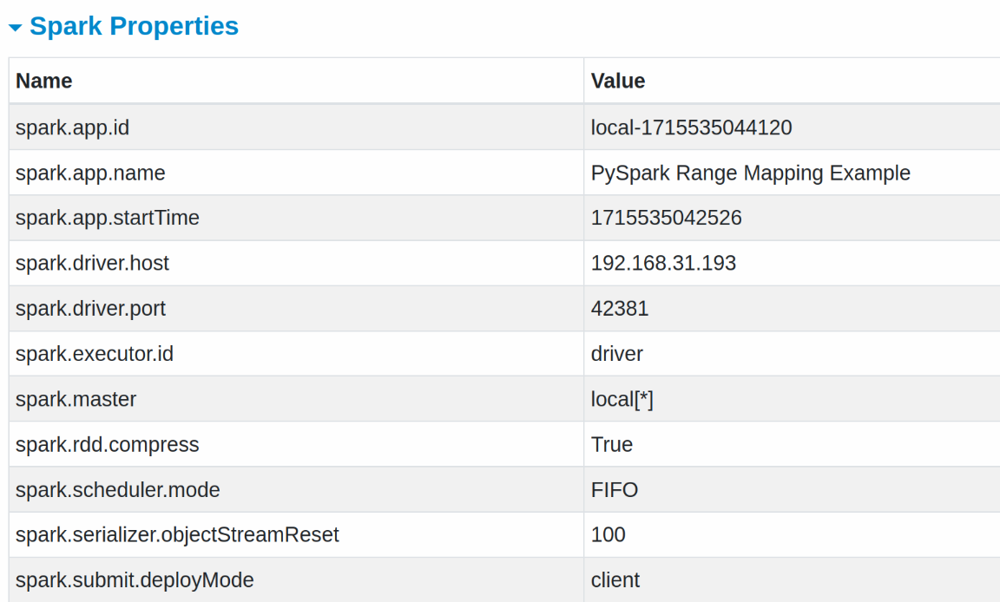 Spark Properties
Name Value
spark.app.id local-1715535044120
spark.app.name PySpark Range Mapping Example
spark.app.startTime 1715535042526
spark.driver.host 192.168.31.193
spark.driver.port 42381
spark.executor.id driver
spark.master local[*]
spark.rdd.compress True
spark.scheduler.mode FIFO
spark.serializer.objectStreamReset 100
spark.submit.deployMode client